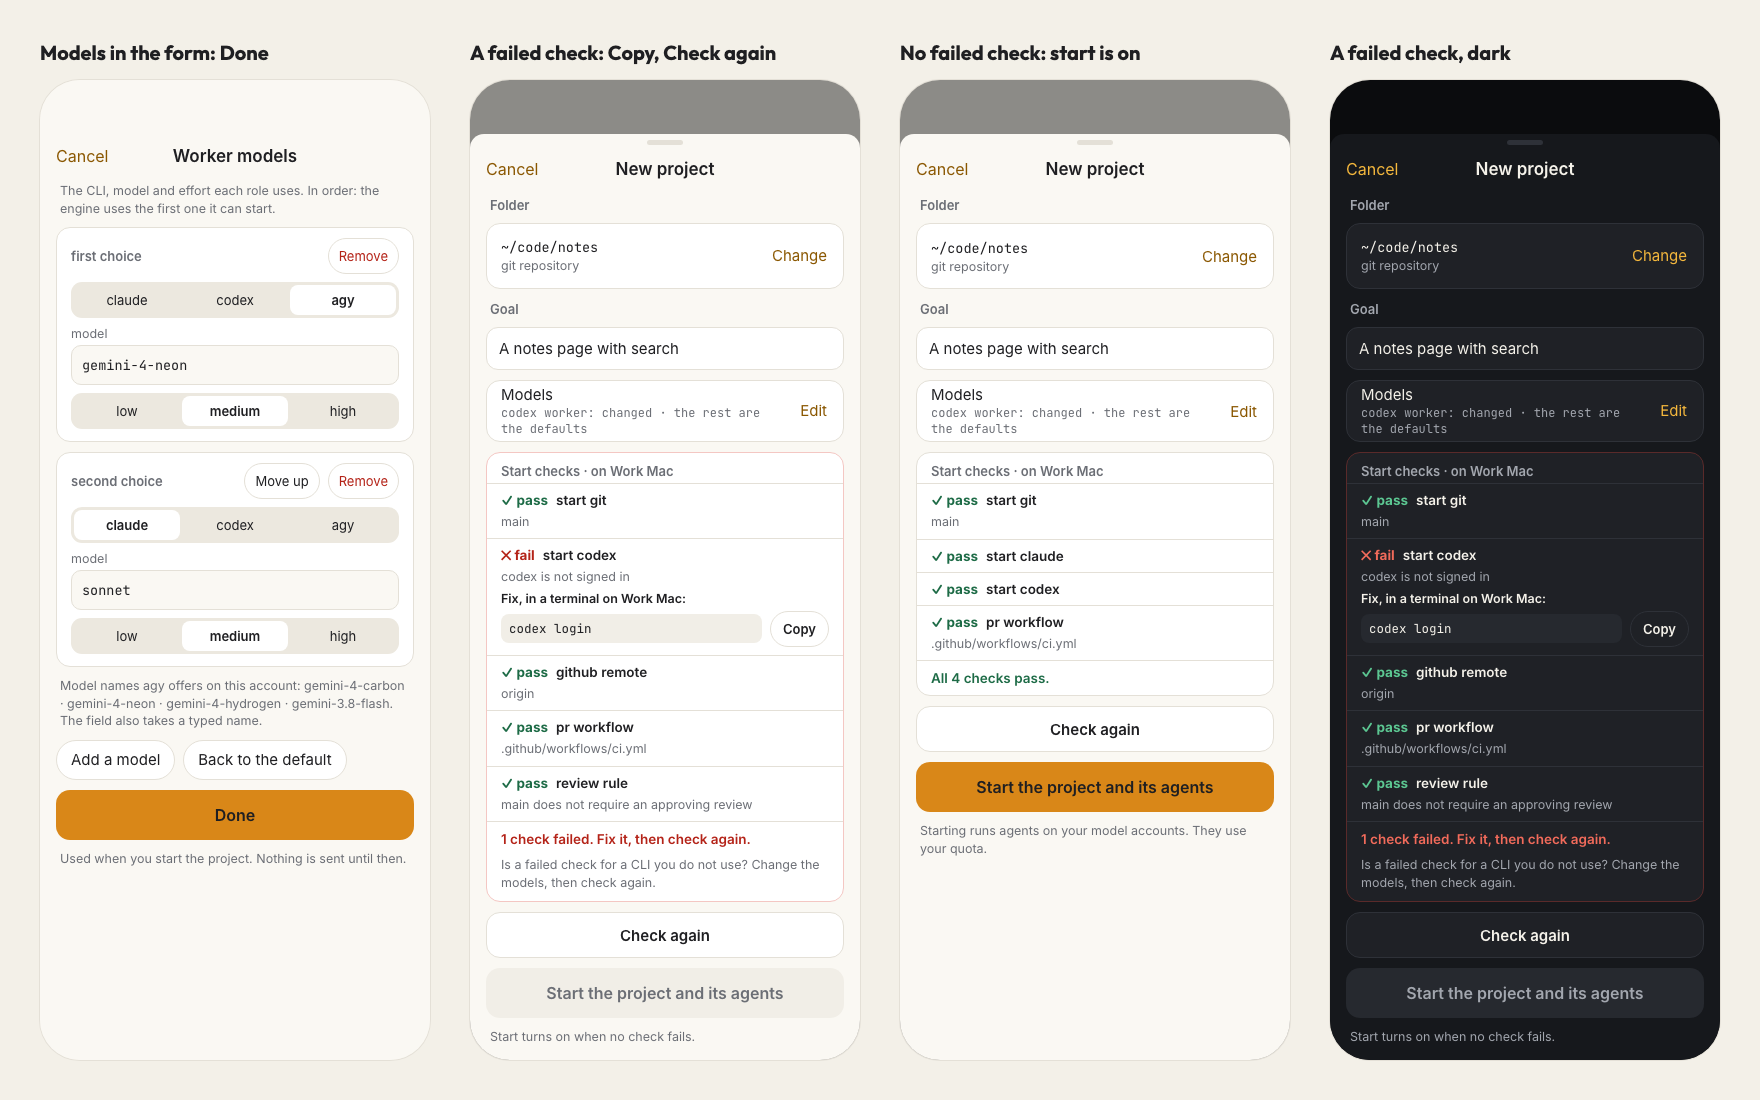 Models in the form: Done
Cancel
Worker models
The CLI, model and effort each role uses. In order: the
engine uses the first one it can start.
first choice
Remove
claude
codex
agy
model
gemini-4-neon
low
medium
high
second choice
Move up
Remove
claude
codex
agy
model
sonnet
low
medium
high
Model names agy offers on this account: gemini-4-carbon
· gemini-4-neon · gemini-4-hydrogen · gemini-3.8-flash.
The field also takes a typed name.
Add a model
Back to the default
Done
Used when you start the project. Nothing is sent until then.
A failed check: Copy, Check again
Cancel
New project
Folder
~/code/notes
git repository
Change
Goal
A notes page with search
Models
codex worker: changed · the rest are
the defaults
Edit
Start checks · on Work Mac
✓ pass start git
main
✕ fail start codex
codex is not signed in
Fix, in a terminal on Work Mac:
codex login
Copy
✓ pass github remote
origin
✓ pass pr workflow
.github/workflows/ci.yml
✓ pass review rule
main does not require an approving review
1 check failed. Fix it, then check again.
Is a failed check for a CLI you do not use? Change the
models, then check again.
Check again
Start the project and its agents
Start turns on when no check fails.
No failed check: start is on
Cancel
New project
Folder
~/code/notes
git repository
Change
Goal
A notes page with search
Models
codex worker: changed · the rest are
the defaults
Edit
Start checks · on Work Mac
✓ pass start git
main
✓ pass start claude
✓ pass start codex
✓ pass pr workflow
.github/workflows/ci.yml
All 4 checks pass.
Check again
Start the project and its agents
Starting runs agents on your model accounts. They use
your quota.
A failed check, dark
Cancel
New project
Folder
~/code/notes
git repository
Change
Goal
A notes page with search
Models
codex worker: changed · the rest are
the defaults
Edit
Start checks · on Work Mac
✓ pass start git
main
✕ fail start codex
codex is not signed in
Fix, in a terminal on Work Mac:
codex login
Copy
✓ pass github remote
origin
✓ pass pr workflow
.github/workflows/ci.yml
✓ pass review rule
main does not require an approving review
1 check failed. Fix it, then check again.
Is a failed check for a CLI you do not use? Change the
models, then check again.
Check again
Start the project and its agents
Start turns on when no check fails.